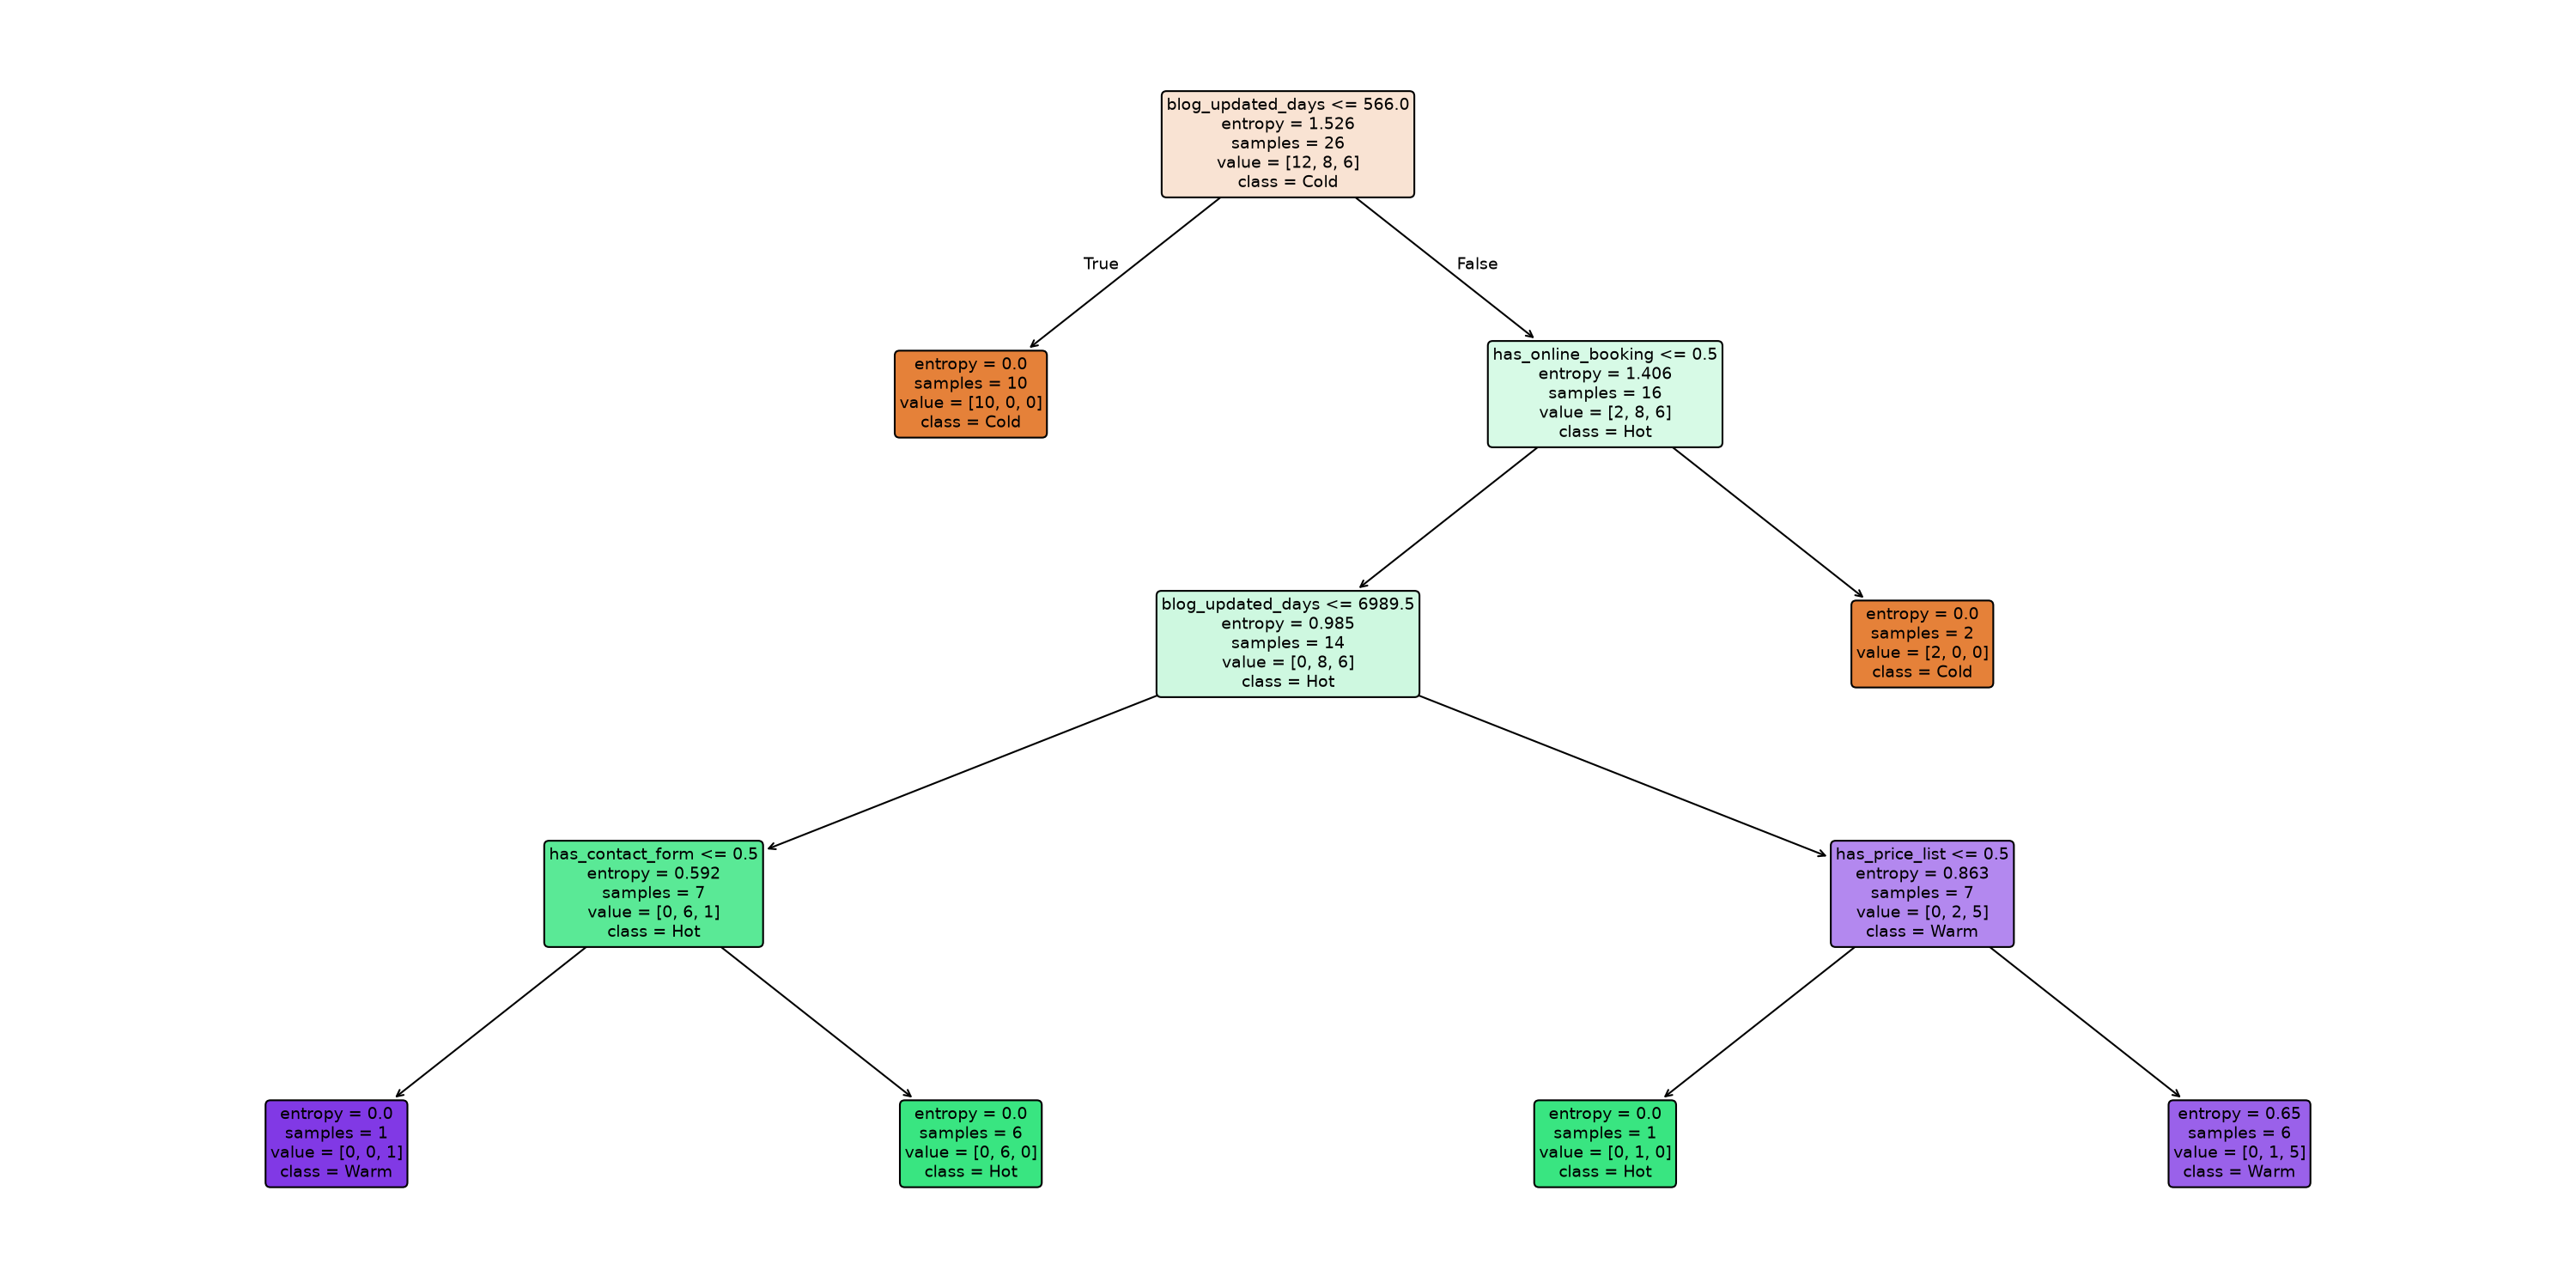 blog_updated_days <= 566.0
entropy = 1.526
samples = 26
value = [12, 8, 6]
class = Cold
True
False
entropy = 0.0
samples = 10
value = [10, 0, 0]
class = Cold
has_online_booking <= 0.5
entropy = 1.406
samples = 16
value = [2, 8, 6]
class = Hot
blog_updated_days <= 6989.5
entropy = 0.985
samples = 14
value = [0, 8, 6]
class = Hot
entropy = 0.0
samples = 2
value = [2, 0, 0]
class = Cold
has_contact_form <= 0.5
entropy = 0.592
samples = 7
value = [0, 6, 1]
class = Hot
has_price_list <= 0.5
entropy = 0.863
samples = 7
value = [0, 2, 5]
class = Warm
entropy = 0.0
samples = 1
value = [0, 0, 1]
class = Warm
entropy = 0.0
samples = 6
value = [0, 6, 0]
class = Hot
entropy = 0.0
samples = 1
value = [0, 1, 0]
class = Hot
entropy = 0.65
samples = 6
value = [0, 1, 5]
class = Warm